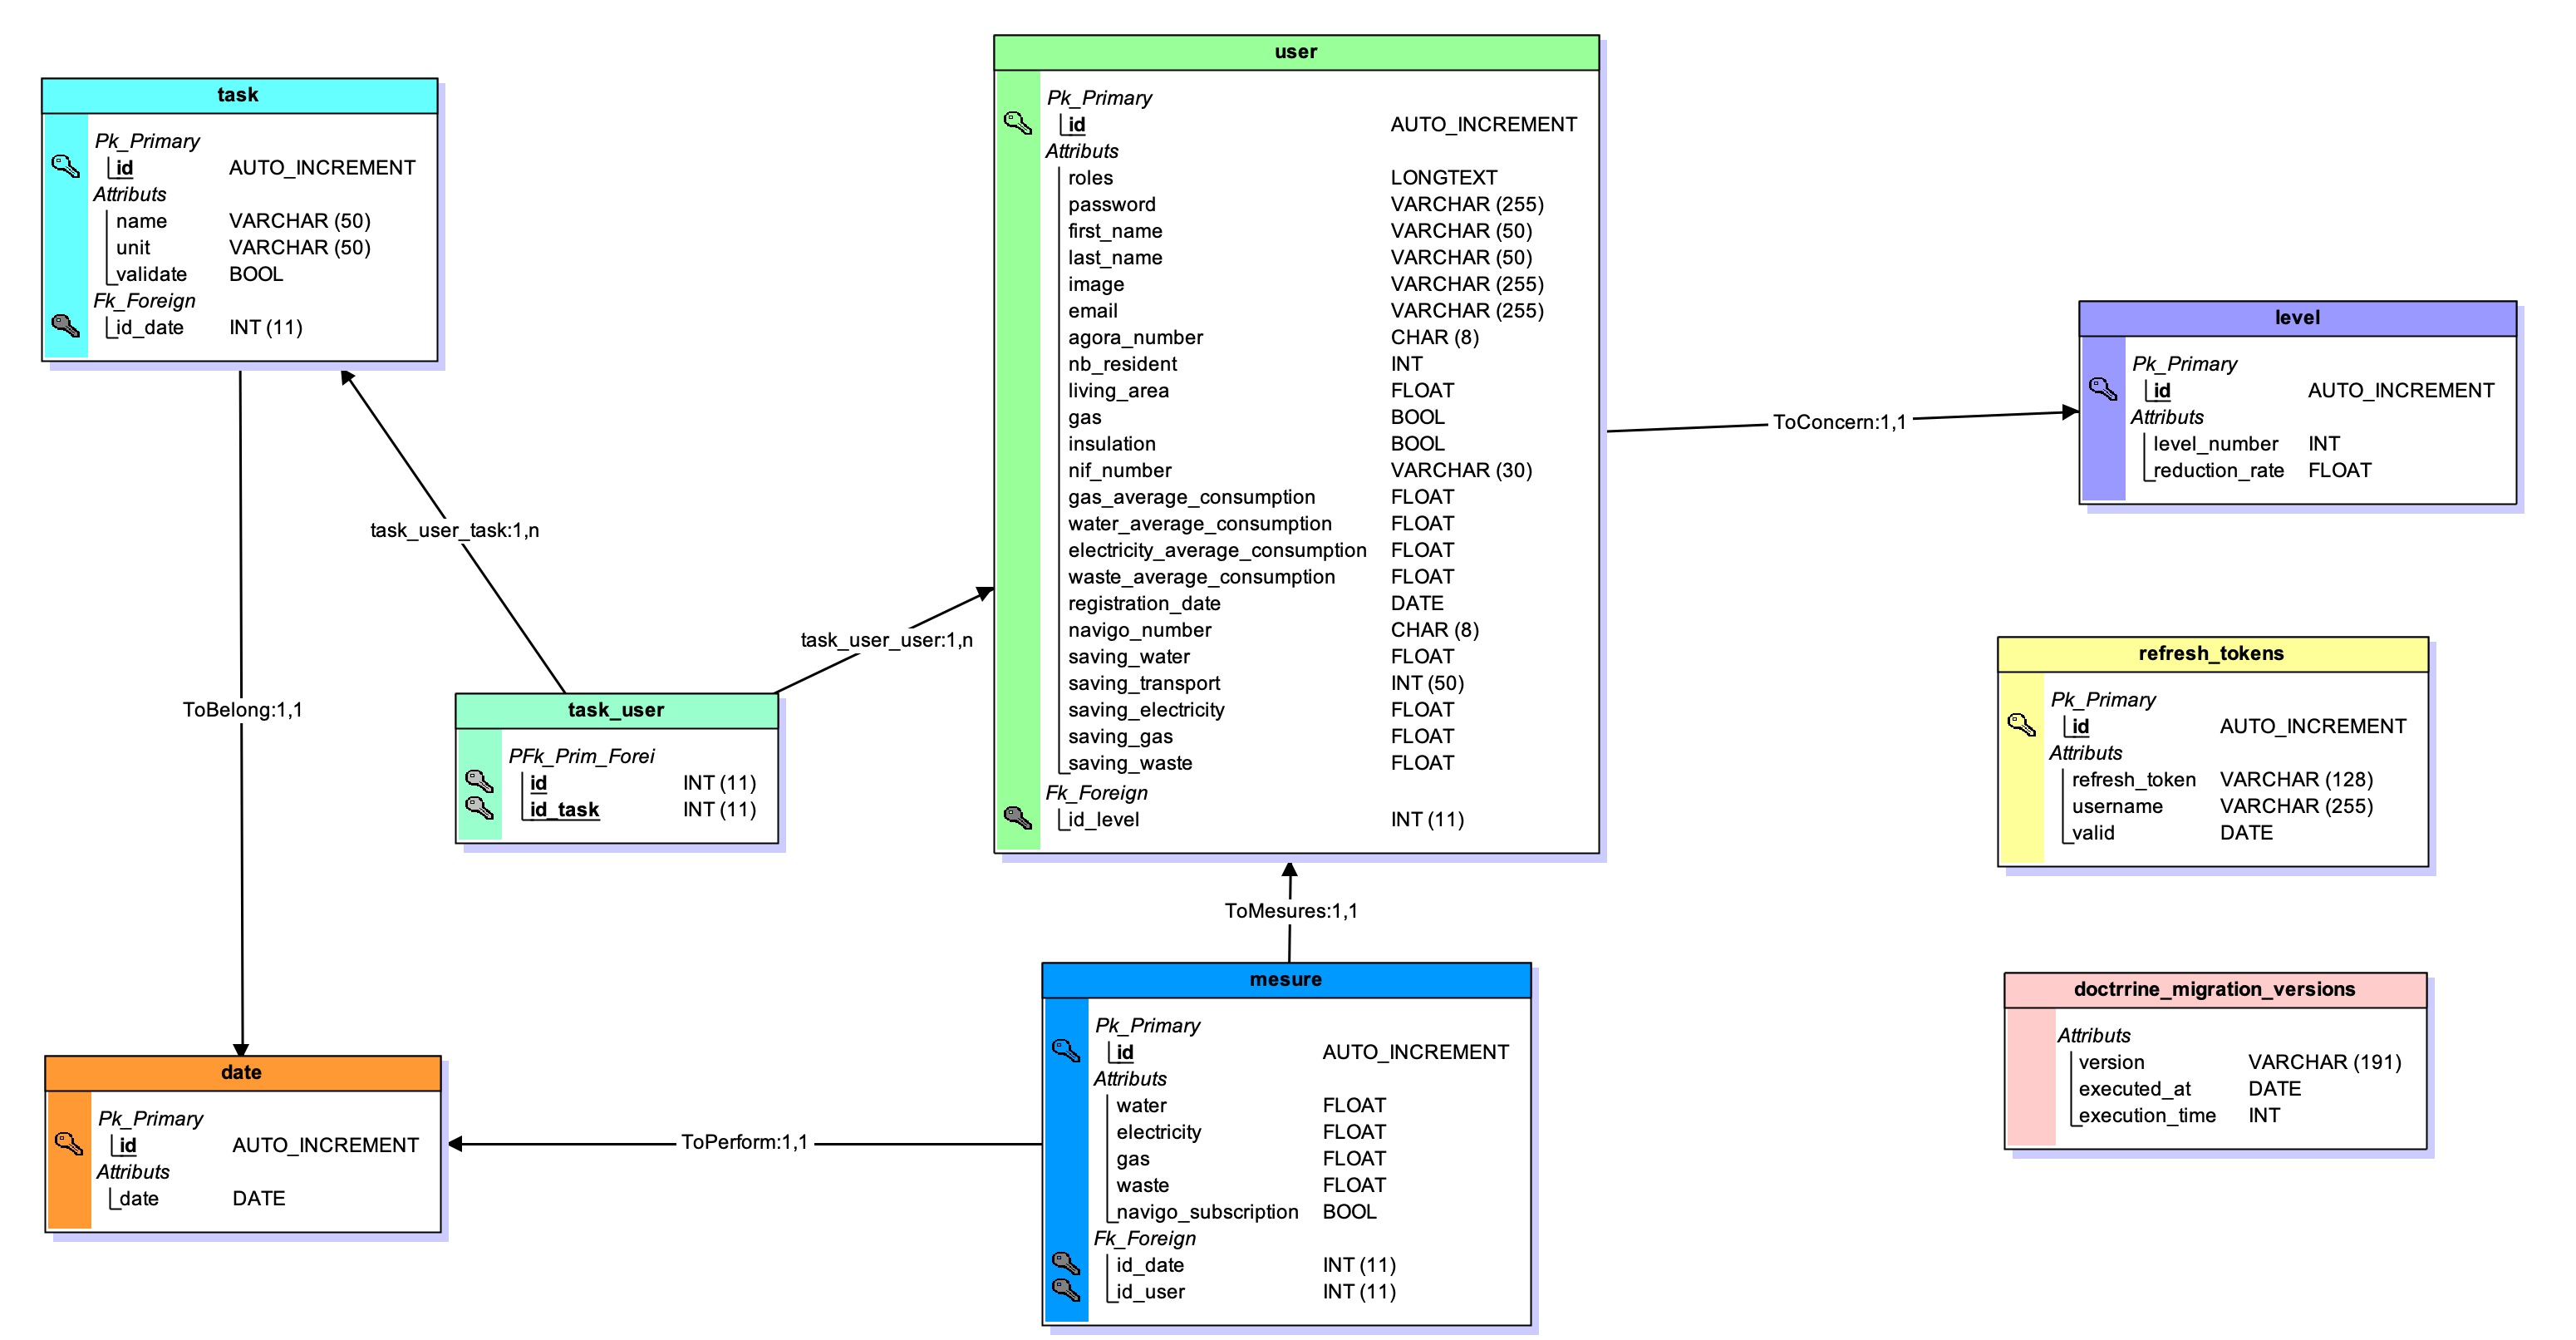 task
Pk_Primary
id AUTO_INCREMENT
Attributs
name VARCHAR (50)
unit VARCHAR (50)
validate BOOL
Fk_Foreign
id_date INT (11)
user
Pk_Primary
id AUTO_INCREMENT
Attributs
roles LONGTEXT
password VARCHAR (255)
first_name VARCHAR (50)
last_name VARCHAR (50)
image VARCHAR (255)
email VARCHAR (255)
agora_number CHAR (8)
nb_resident INT
living_area FLOAT
gas BOOL
insulation BOOL
nif_number VARCHAR (30)
gas_average_consumption FLOAT
water_average_consumption FLOAT
electricity_average_consumption FLOAT
waste_average_consumption FLOAT
registration_date DATE
navigo_number CHAR (8)
saving_water FLOAT
saving_transport INT (50)
saving_electricity FLOAT
saving_gas FLOAT
saving_waste FLOAT
Fk_Foreign
id_level INT (11)
ToConcern:1,1
level
Pk_Primary
id AUTO_INCREMENT
Attributs
level_number INT
reduction_rate FLOAT
task_user_task:1,n
task_user_user:1,n
ToBelong:1,1
task_user
PFk_Prim_Forei
id INT (11)
id_task INT (11)
refresh_tokens
Pk_Primary
id AUTO_INCREMENT
Attributs
refresh_token VARCHAR (128)
username VARCHAR (255)
valid DATE
ToMesures:1,1
mesure
Pk_Primary
id AUTO_INCREMENT
Attributs
water FLOAT
electricity FLOAT
gas FLOAT
waste FLOAT
navigo_subscription BOOL
Fk_Foreign
id_date INT (11)
id_user INT (11)
doctrrine_migration_versions
Attributs
version VARCHAR (191)
executed_at DATE
execution_time INT
date
Pk_Primary
id AUTO_INCREMENT
Attributs
date DATE
ToPerform:1,1